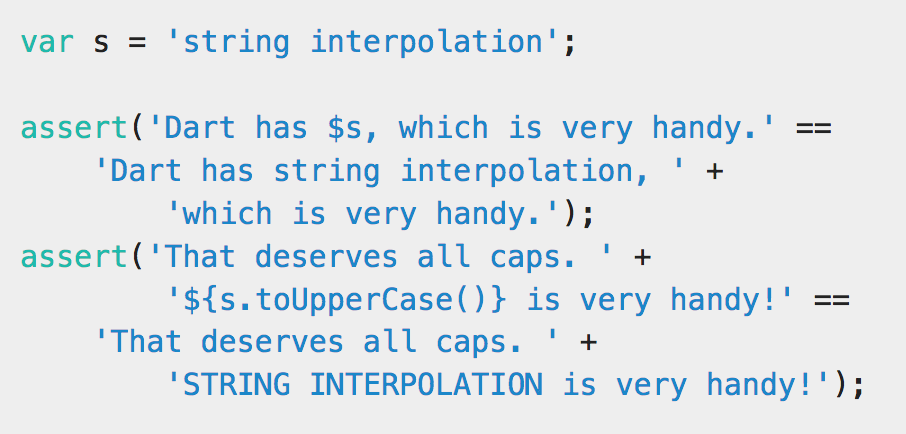 var s = 'string interpolation';
assert('Dart has $s, which is very handy.' ==
'Dart has string interpolation, ' +
'which is very handy.');
assert('That deserves all caps. ' +
'${s.toUpperCase()} is very handy!' ==
'That deserves all caps. ' +
'STRING INTERPOLATION is very handy!');